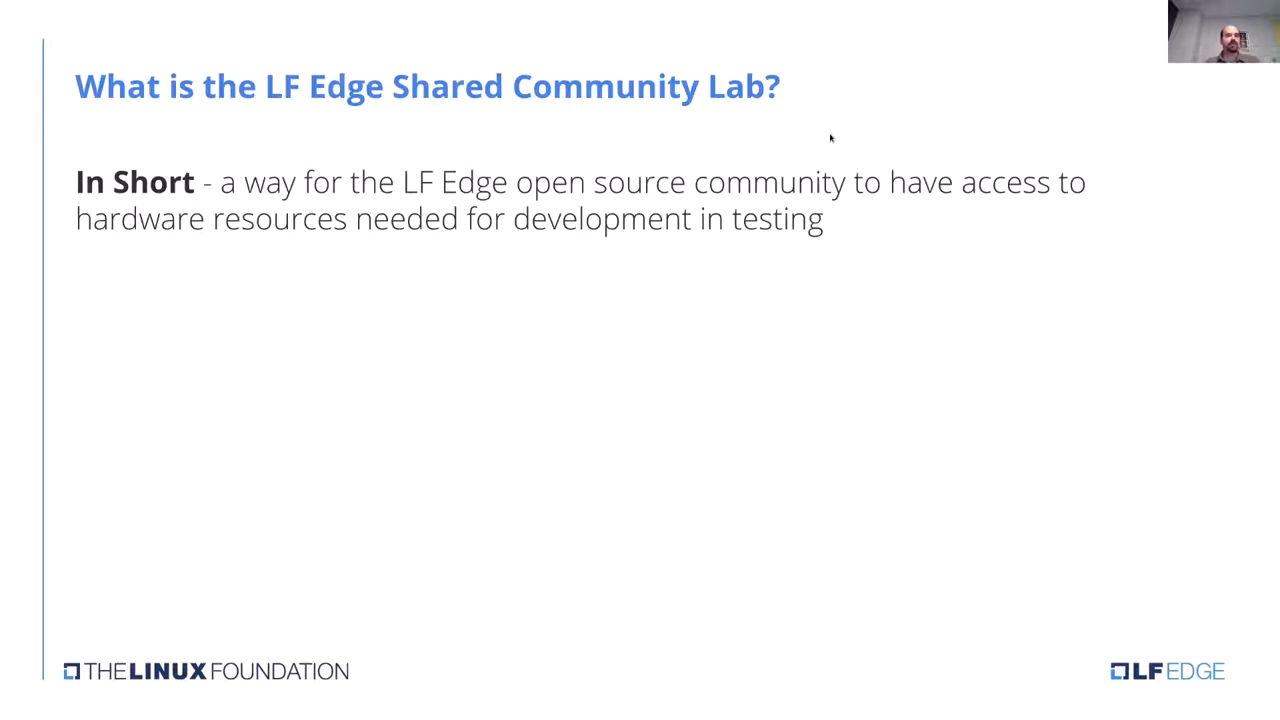 What is the LF Edge Shared Community Lab?
In Short - a way for the LF Edge open source community to have access to
hardware resources needed for development in testing
THE LINUX FOUNDATION
LF EDGE